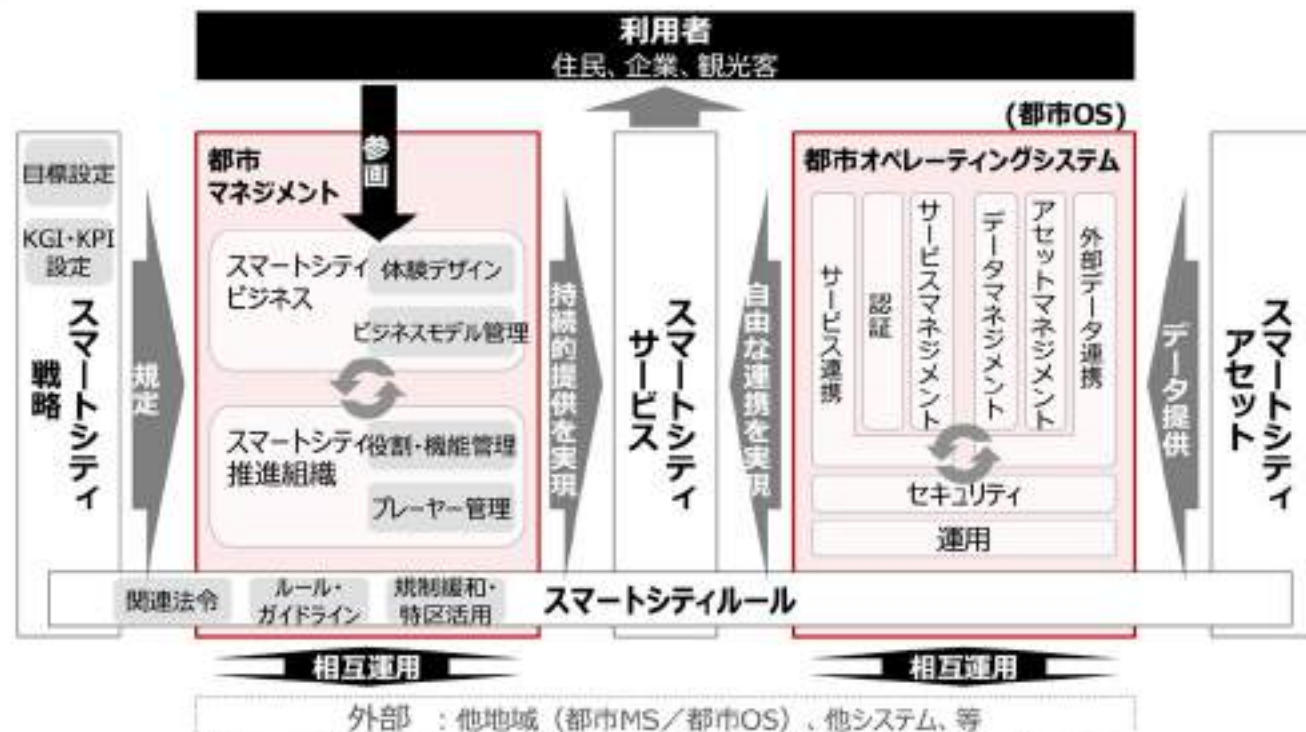 利用者
住民、企業、観光客
参画
(都市OS)
目標設定
KGI・KPI
設定
スマートシティ
戦略
規定
都市
マネジメント
スマートシティ
ビジネス
体験デザイン
ビジネスモデル管理
スマートシティ
推進組織
役割・機能管理
プレーヤー管理
持続的提供を実現
スマートシティ
サービス
自由な連携を実現
都市オペレーティングシステム
サービス連携
認証
サービスマネジメント
データマネジメント
アセットマネジメント
外部データ連携
セキュリティ
運用
データ提供
スマートシティ
アセット
関連法令
ルール・
ガイドライン
規制緩和・
特区活用
スマートシティルール
相互運用
相互運用
外部 : 他地域（都市MS／都市OS）、他システム、等